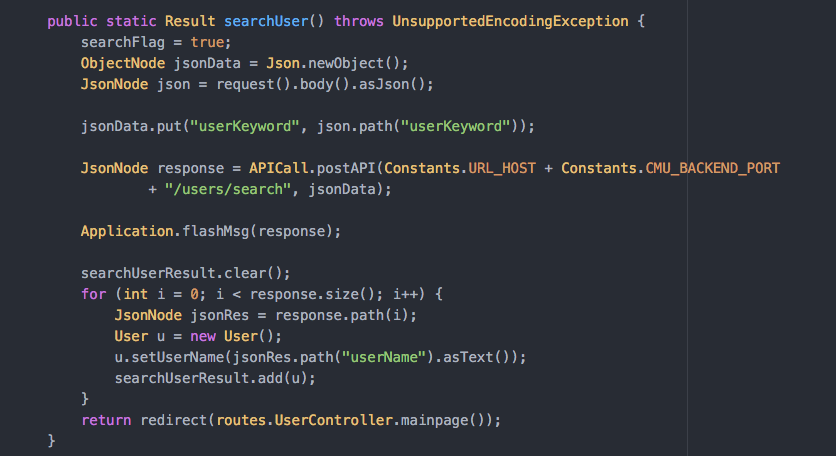 public static Result searchUser() throws UnsupportedEncodingException {
searchFlag = true;
ObjectNode jsonData = Json.newObject();
JsonNode json = request().body().asJson();
jsonData.put("userKeyword", json.path("userKeyword"));
JsonNode response = APICall.postAPI(Constants.URL_HOST + Constants.CMU_BACKEND_PORT
+ "/users/search", jsonData);
Application.flashMsg(response);
searchUserResult.clear();
for (int i = 0; i < response.size(); i++) {
JsonNode jsonRes = response.path(i);
User u = new User();
u.setUserName(jsonRes.path("userName").asText());
searchUserResult.add(u);
}
return redirect(routes.UserController.mainpage());
}